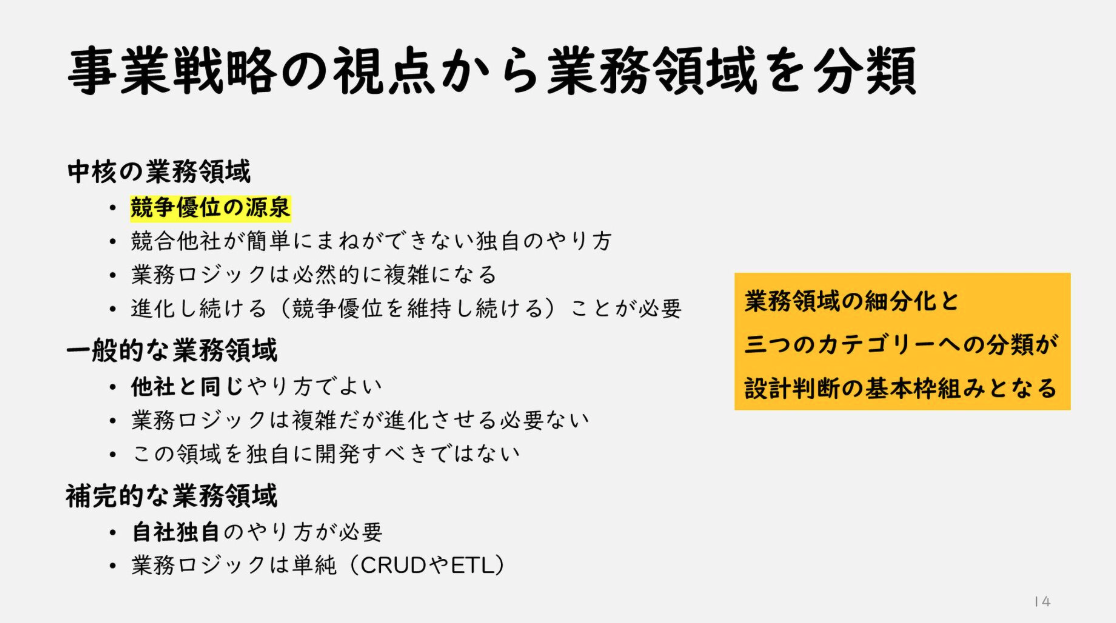 事業戦略の視点から業務領域を分類
中核の業務領域
• 競争優位の源泉
• 競合他社が簡単にまねができない独自のやり方
• 業務ロジックは必然的に複雑になる
• 進化し続ける（競争優位を維持し続ける）ことが必要
一般的な業務領域
• 他社と同じやり方でよい
• 業務ロジックは複雑だが進化させる必要ない
• この領域を独自に開発すべきではない
補完的な業務領域
• 自社独自のやり方が必要
• 業務ロジックは単純（CRUDやETL）
業務領域の細分化と
三つのカテゴリーへの分類が
設計判断の基本枠組みとなる
14